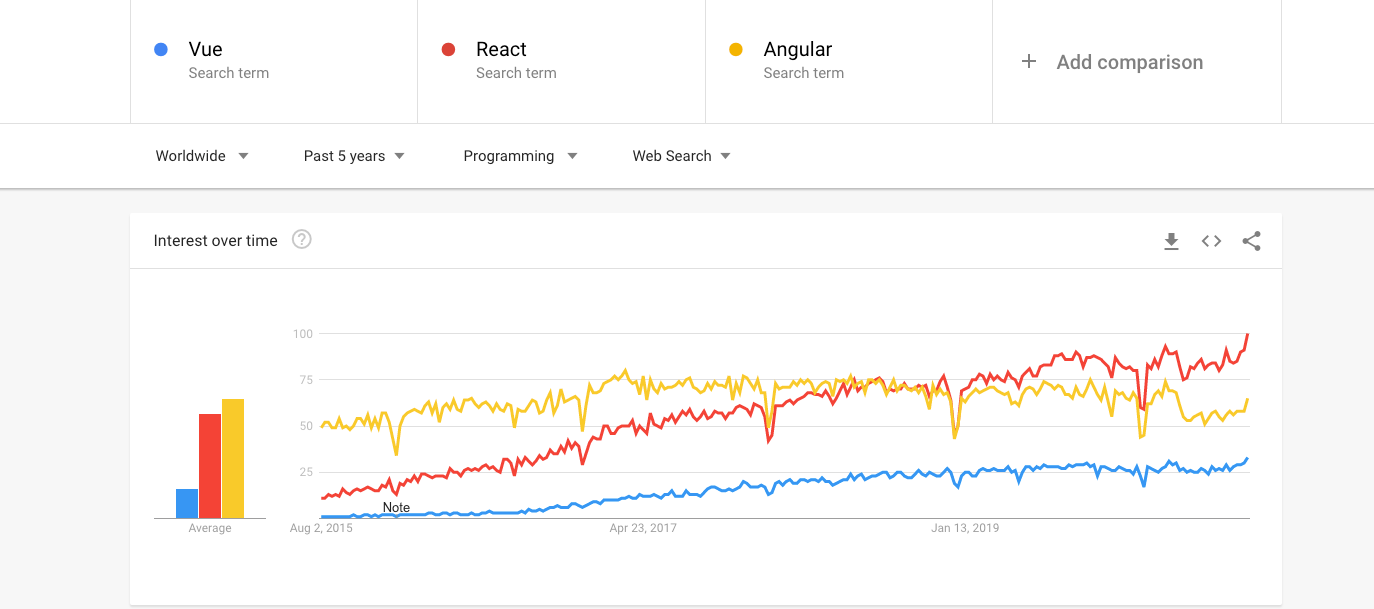 Vue
Search term
React
Search term
Angular
Search term
+ Add comparison
Worldwide
Past 5 years
Programming
Web Search
Interest over time
?
100
75
50
25
Note
Average
Aug 2, 2015
Apr 23, 2017
Jan 13, 2019